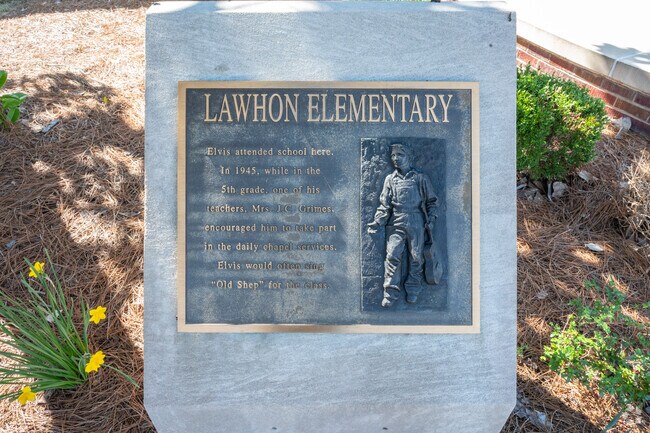 LAWHON ELEMENTARY
Elvis attended school here.
In 1945, while in the
5th grade, one of his
teachers, Mrs. J.C. Grimes,
encouraged him to take part
in the daily chapel services.
Elvis would often sing
"Old Shep" for the class.